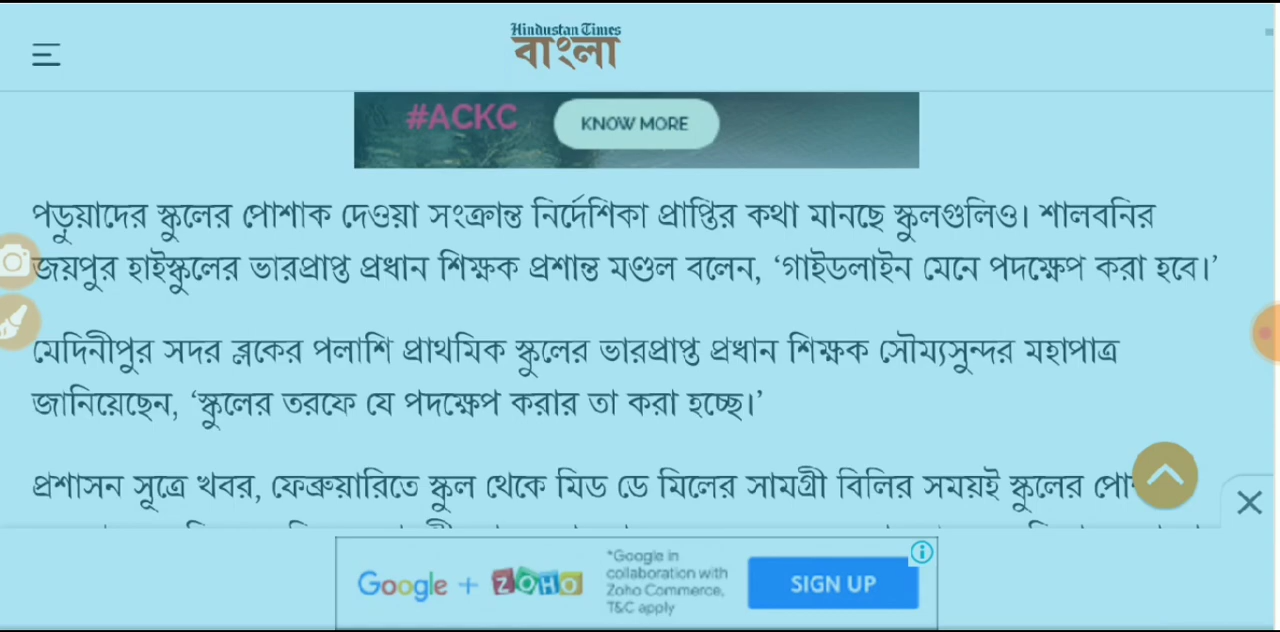 Hindustan Times
বাংলা
#ACKC
KNOW MORE
পড়ুয়াদের স্কুলের পোশাক দেওয়া সংক্রান্ত নির্দেশিকা প্রাপ্তির কথা মানছে স্কুলগুলিও। শালবনির
জয়পুর হাইস্কুলের ভারপ্রাপ্ত প্রধান শিক্ষক প্রশান্ত মণ্ডল বলেন, ‘গাইডলাইন মেনে পদক্ষেপ করা হবে।’
মেদিনীপুর সদর ব্লকের পলাশি প্রাথমিক স্কুলের ভারপ্রাপ্ত প্রধান শিক্ষক সৌম্যসুন্দর মহাপাত্র
জানিয়েছেন, ‘স্কুলের তরফে যে পদক্ষেপ করার তা করা হচ্ছে।’
প্রশাসন সূত্রে খবর, ফেব্রুয়ারিতে স্কুল থেকে মিড ডে মিলের সামগ্রী বিলির সময়ই স্কুলের
Google + ZOHO
*Google in
collaboration with
Zoho Commerce,
T&C apply
SIGN UP